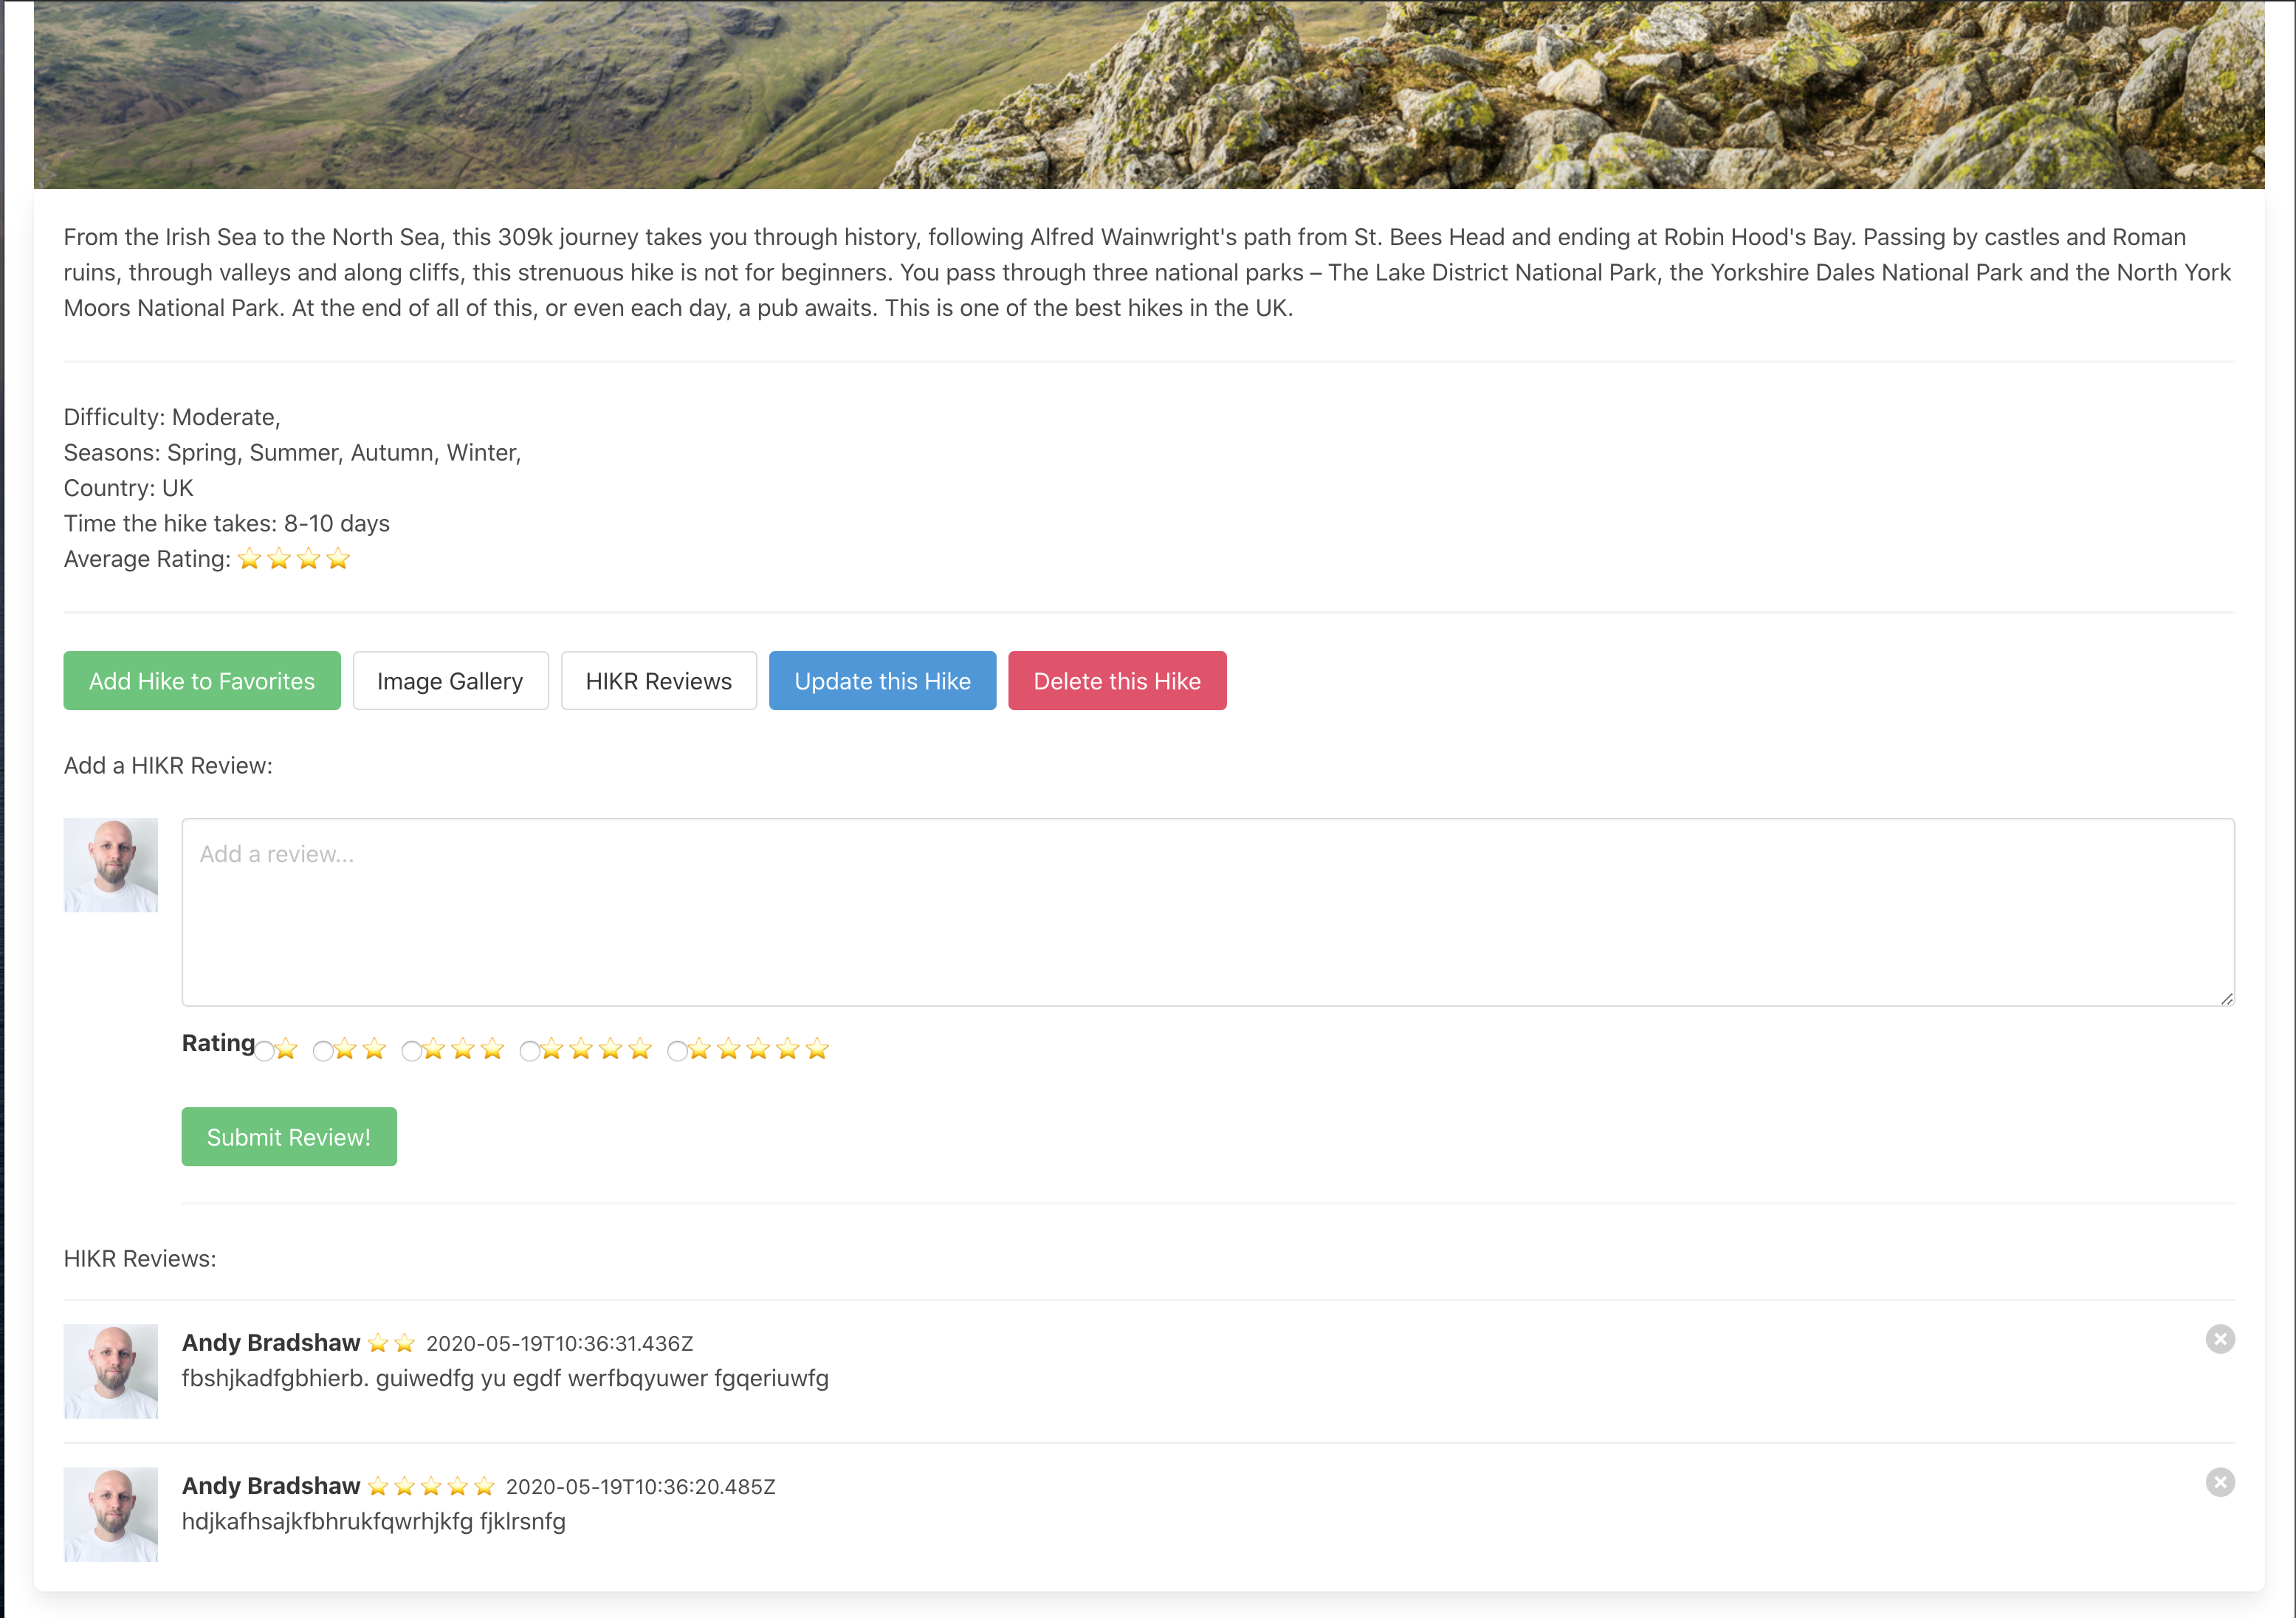 From the Irish Sea to the North Sea, this 309k journey takes you through history, following Alfred Wainwright's path from St. Bees Head and ending at Robin Hood's Bay. Passing by castles and Roman
ruins, through valleys and along cliffs, this strenuous hike is not for beginners. You pass through three national parks – The Lake District National Park, the Yorkshire Dales National Park and the North York
Moors National Park. At the end of all of this, or even each day, a pub awaits. This is one of the best hikes in the UK.
Difficulty: Moderate,
Seasons: Spring, Summer, Autumn, Winter,
Country: UK
Time the hike takes: 8-10 days
Average Rating: ⭐⭐⭐⭐
Add Hike to Favorites Image Gallery HIKR Reviews Update this Hike Delete this Hike
Add a HIKR Review:
Add a review...
Rating ⭐ ⭐⭐ ⭐⭐⭐ ⭐⭐⭐⭐ ⭐⭐⭐⭐⭐
Submit Review!
HIKR Reviews:
Andy Bradshaw ⭐⭐ 2020-05-19T10:36:31.436Z
fbshjkadfgbhierb. guiwedfg yu egdf werfbqyuwer fgqeriuwfg
Andy Bradshaw ⭐⭐⭐⭐⭐ 2020-05-19T10:36:20.485Z
hdjkafhsajkfbhrukfqwrhjkfg fjklrsnfg